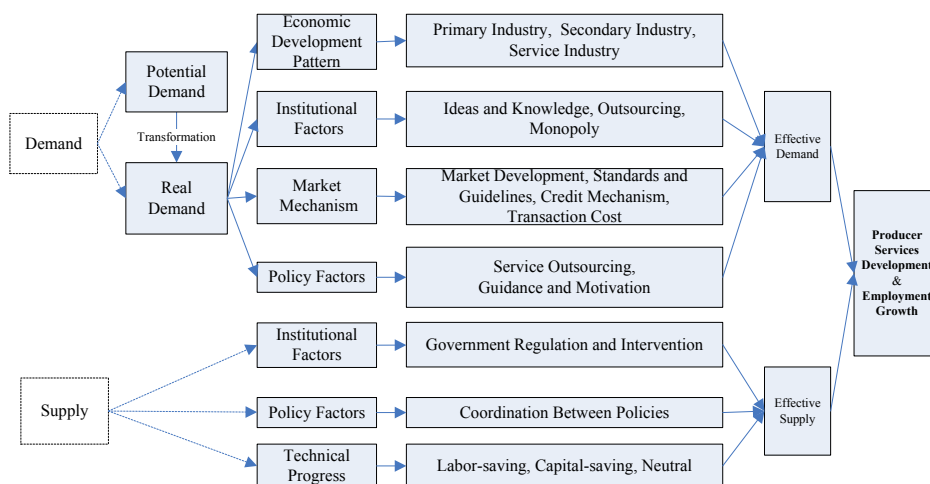 Economic
Development
Pattern
Primary Industry, Secondary Industry,
Service Industry
Potential
Demand
Institutional
Factors
Ideas and Knowledge, Outsourcing,
Monopoly
Demand
Transformation
Effective
Demand
Real
Demand
Market
Mechanism
Market Development, Standards and
Guidelines, Credit Mechanism,
Transaction Cost
Policy Factors
Service Outsourcing,
Guidance and Motivation
Producer
Services
Development
&
Employment
Growth
Institutional
Factors
Government Regulation and Intervention
Supply
Policy Factors
Coordination Between Policies
Effective
Supply
Technical
Progress
Labor-saving, Capital-saving, Neutral